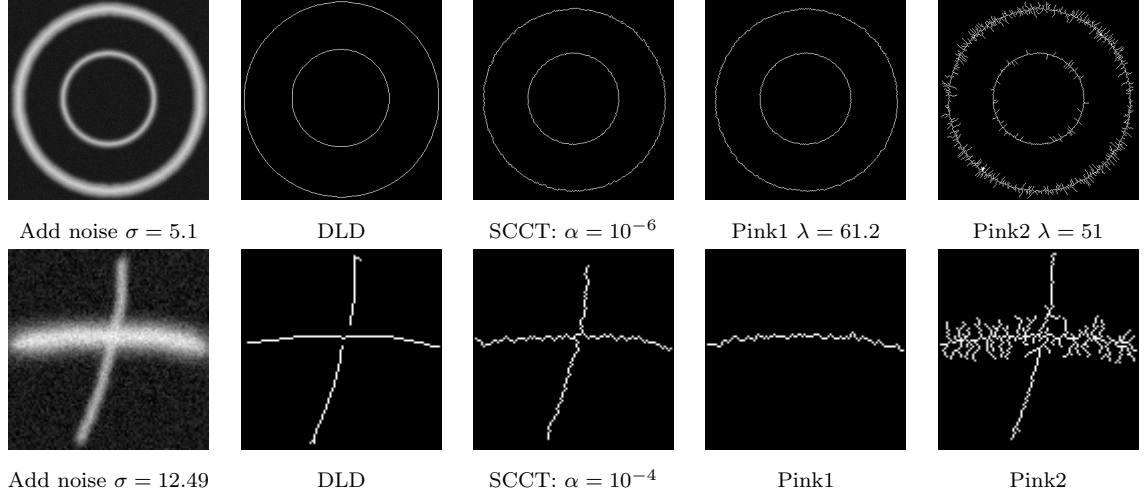 Add noise σ = 5.1 DLD SCCT: α = 10⁻⁶ Pink1 λ = 61.2 Pink2 λ = 51
Add noise σ = 12.49 DLD SCCT: α = 10⁻⁴ Pink1 Pink2